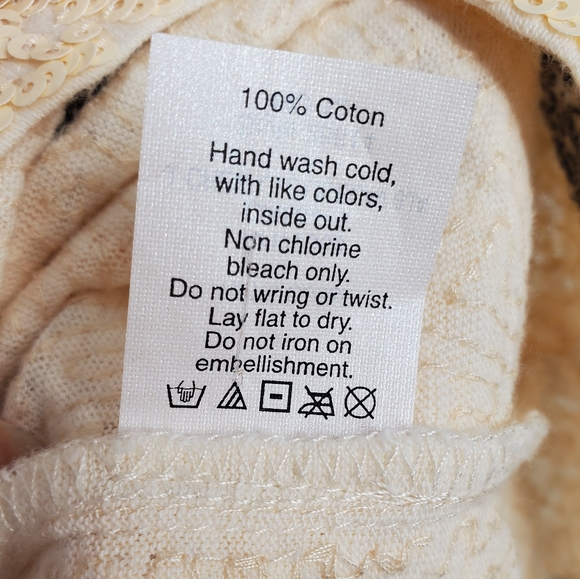 100% Coton
Hand wash cold,
with like colors,
inside out.
Non chlorine
bleach only.
Do not wring or twist.
Lay flat to dry.
Do not iron on
embellishment.